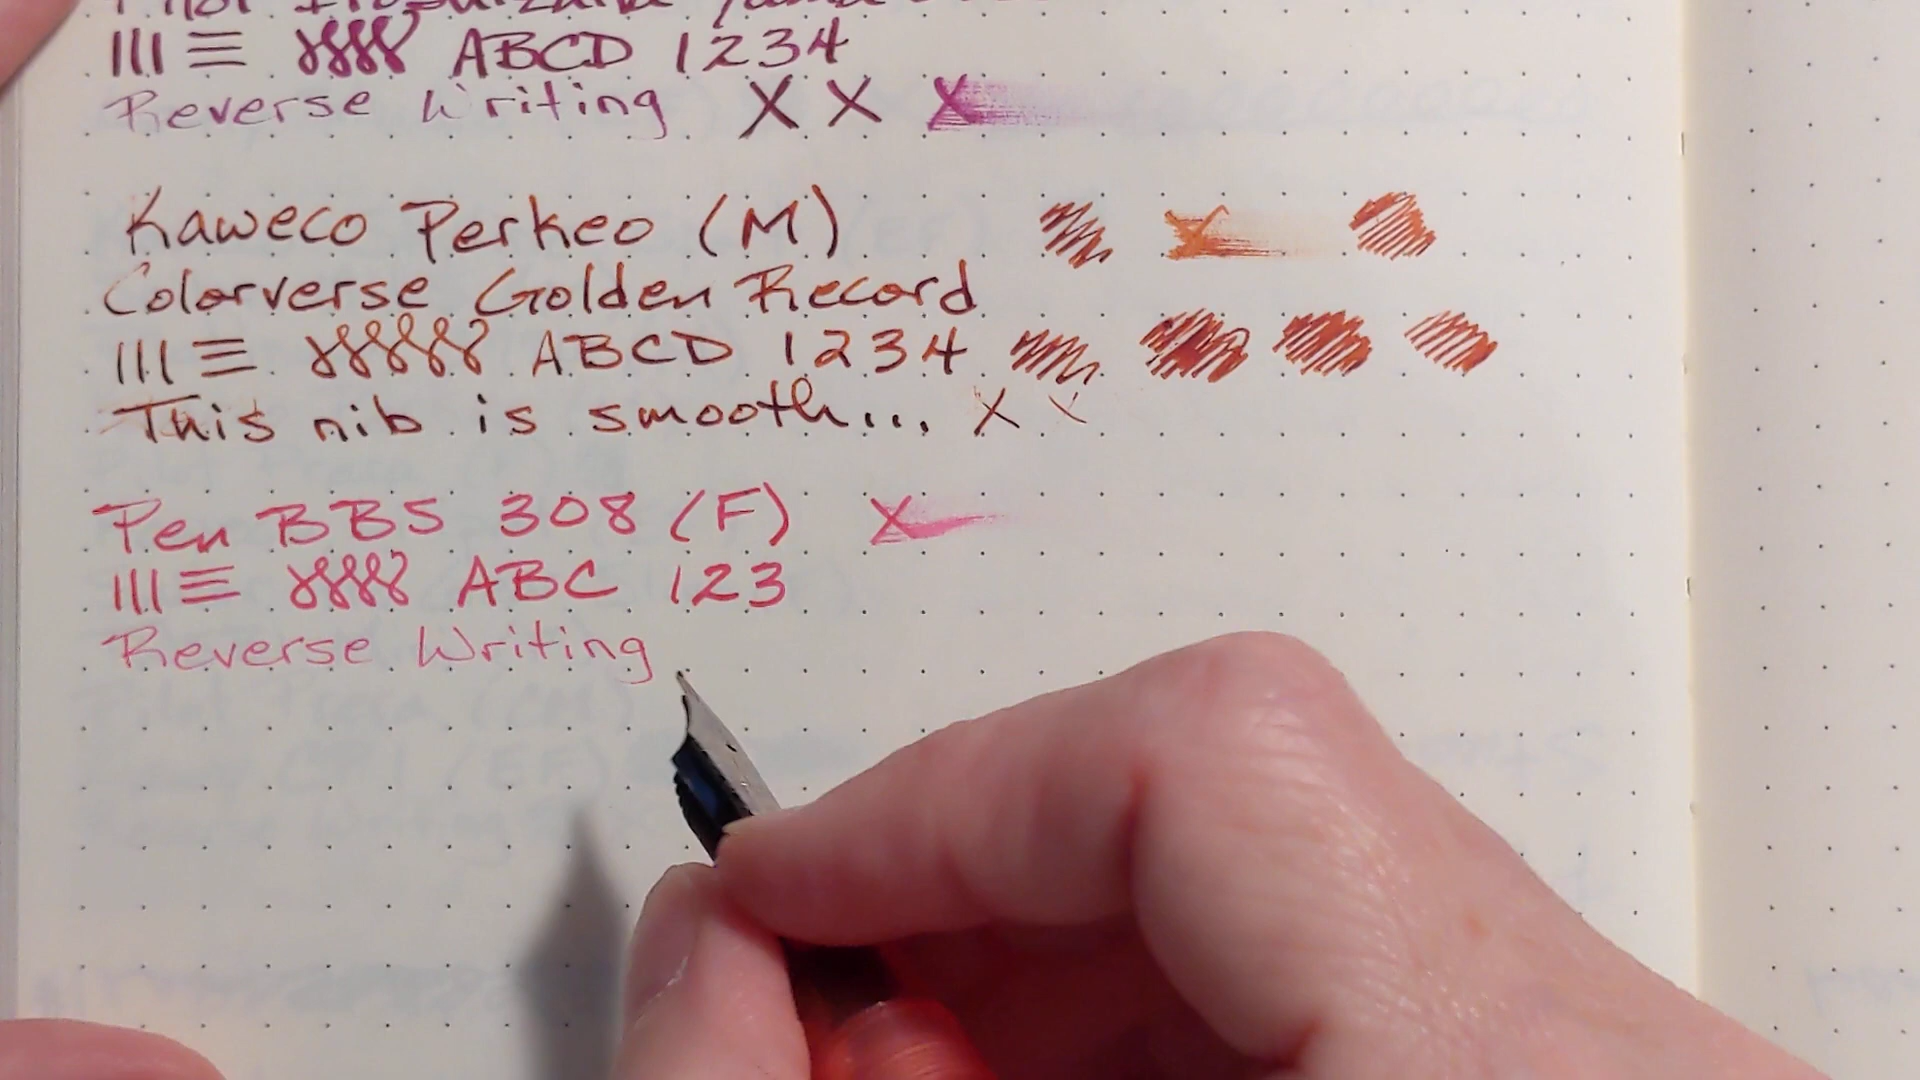 Pilot
III ≡ ABCD 1234
Reverse Writing X X X
Kaweco Perkeo (M) X
Colorverse Golden Record
III ≡ ABCD 1234
This nib is smooth... X X
Pen BBS 308 (F) X
III ≡ ABC 123
Reverse Writing